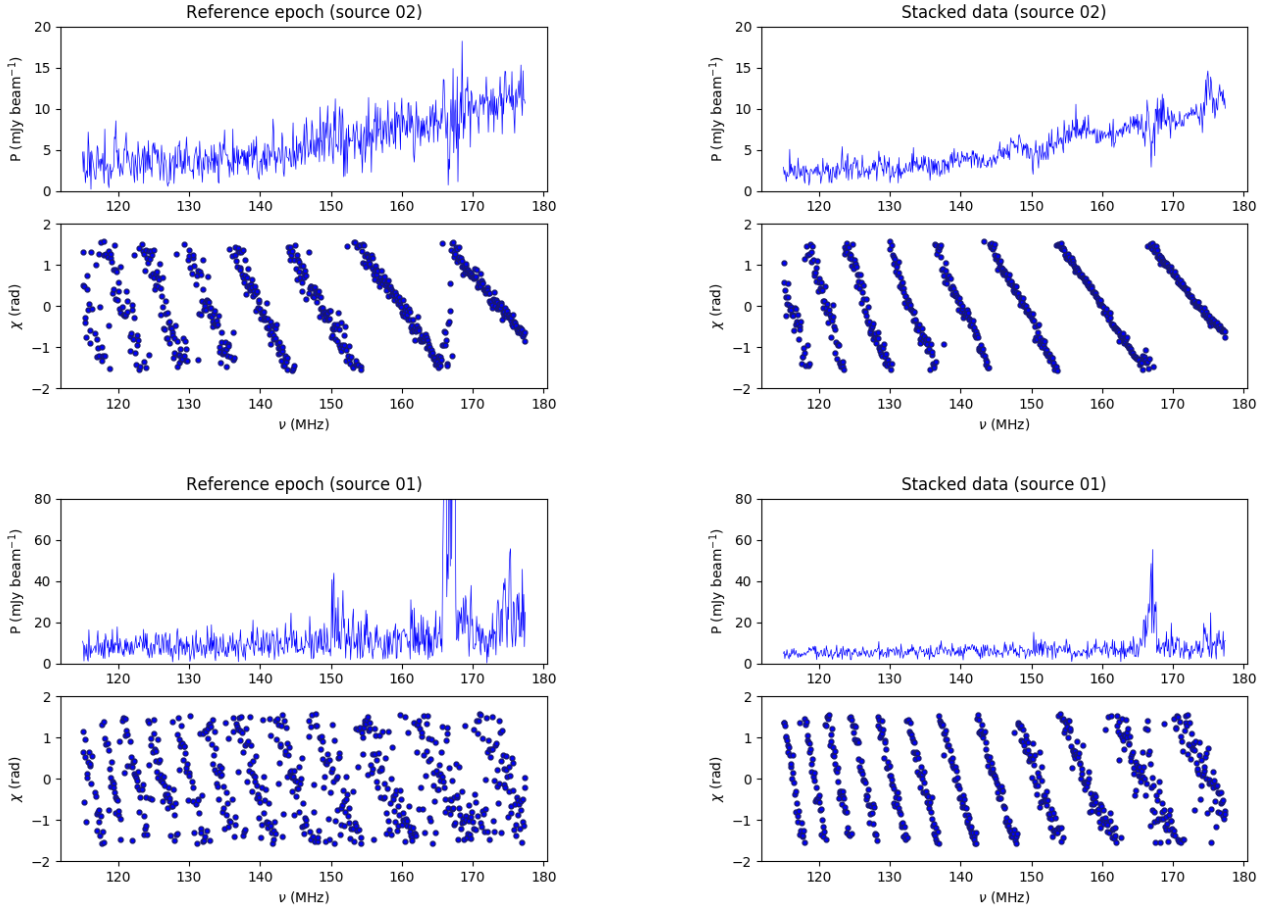 Reference epoch (source 02)
P (mJy beam⁻¹)
20
15
10
5
0
120 130 140 150 160 170 180
χ (rad)
2
1
0
−1
−2
120 130 140 150 160 170 180
ν (MHz)
Stacked data (source 02)
P (mJy beam⁻¹)
20
15
10
5
0
120 130 140 150 160 170 180
χ (rad)
2
1
0
−1
−2
120 130 140 150 160 170 180
ν (MHz)
Reference epoch (source 01)
P (mJy beam⁻¹)
80
60
40
20
0
120 130 140 150 160 170 180
χ (rad)
2
1
0
−1
−2
120 130 140 150 160 170 180
ν (MHz)
Stacked data (source 01)
P (mJy beam⁻¹)
80
60
40
20
0
120 130 140 150 160 170 180
χ (rad)
2
1
0
−1
−2
120 130 140 150 160 170 180
ν (MHz)